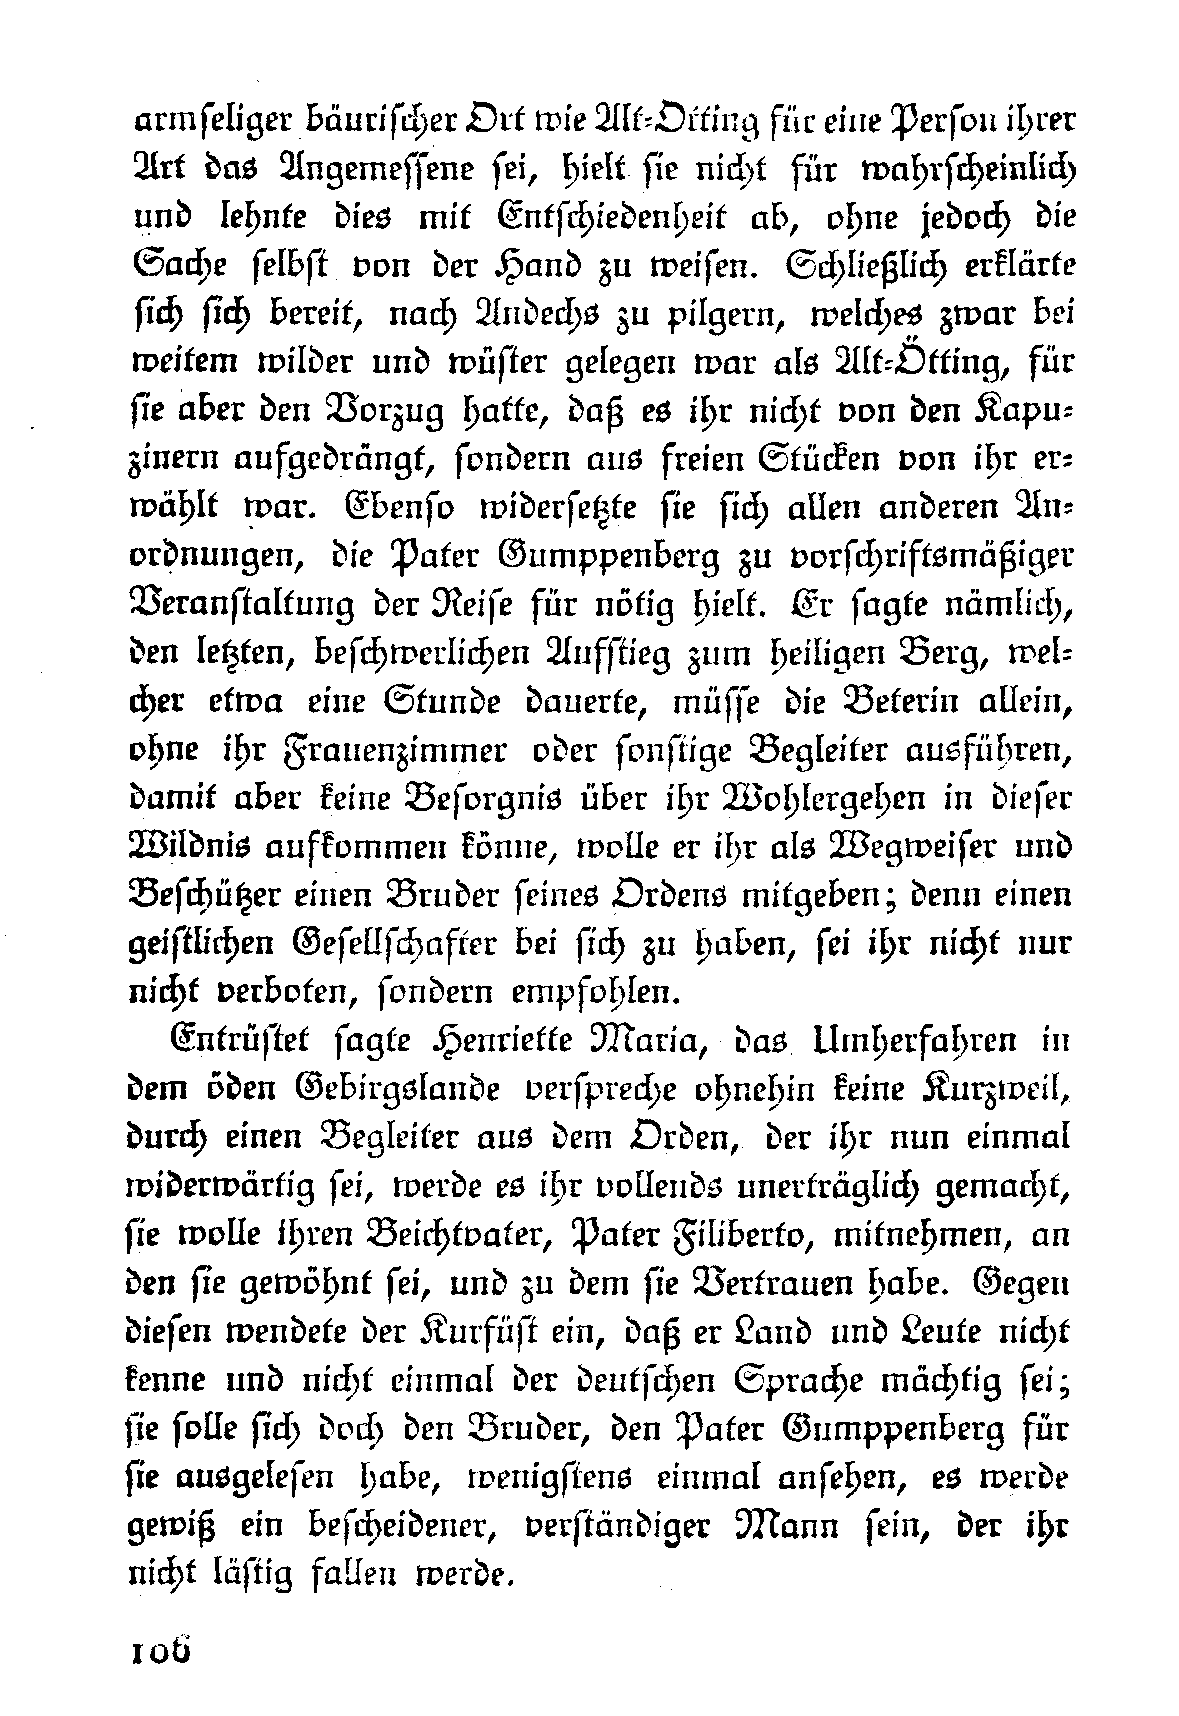 armſeliger bäuriſcher Ort wie Alt-Ötting für eine Perſon ihrer
Art das Angemeſſene ſei, hielt ſie nicht für wahrſcheinlich
und lehnte dies mit Entſchiedenheit ab, ohne jedoch die
Sache ſelbſt von der Hand zu weiſen. Schließlich erklärte
ſich ſich bereit, nach Andechs zu pilgern, welches zwar bei
weitem wilder und wüſter gelegen war als Alt-Ötting, für
ſie aber den Vorzug hatte, daß es ihr nicht von den Kapu-
zinern aufgedrängt, ſondern aus freien Stücken von ihr er-
wählt war. Ebenſo widerſetzte ſie ſich allen anderen An-
ordnungen, die Pater Gumppenberg zu vorſchriftsmäßiger
Veranſtaltung der Reiſe für nötig hielt. Er ſagte nämlich,
den letzten, beſchwerlichen Aufſtieg zum heiligen Berg, wel-
cher etwa eine Stunde dauerte, müſſe die Beterin allein,
ohne ihr Frauenzimmer oder ſonſtige Begleiter ausführen,
damit aber keine Beſorgnis über ihr Wohlergehen in dieſer
Wildnis aufkommen könne, wolle er ihr als Wegweiſer und
Beſchützer einen Bruder ſeines Ordens mitgeben; denn einen
geiſtlichen Geſellſchafter bei ſich zu haben, ſei ihr nicht nur
nicht verboten, ſondern empfohlen.
Entrüſtet ſagte Henriette Maria, das Umherfahren in
dem öden Gebirgslande verſpreche ohnehin keine Kurzweil,
durch einen Begleiter aus dem Orden, der ihr nun einmal
widerwärtig ſei, werde es ihr vollends unerträglich gemacht,
ſie wolle ihren Beichtvater, Pater Filiberto, mitnehmen, an
den ſie gewöhnt ſei, und zu dem ſie Vertrauen habe. Gegen
dieſen wendete der Kurfüſt ein, daß er Land und Leute nicht
kenne und nicht einmal der deutſchen Sprache mächtig ſei;
ſie ſolle ſich doch den Bruder, den Pater Gumppenberg für
ſie ausgeleſen habe, wenigſtens einmal anſehen, es werde
gewiß ein beſcheidener, verſtändiger Mann ſein, der ihr
nicht läſtig fallen werde.
106